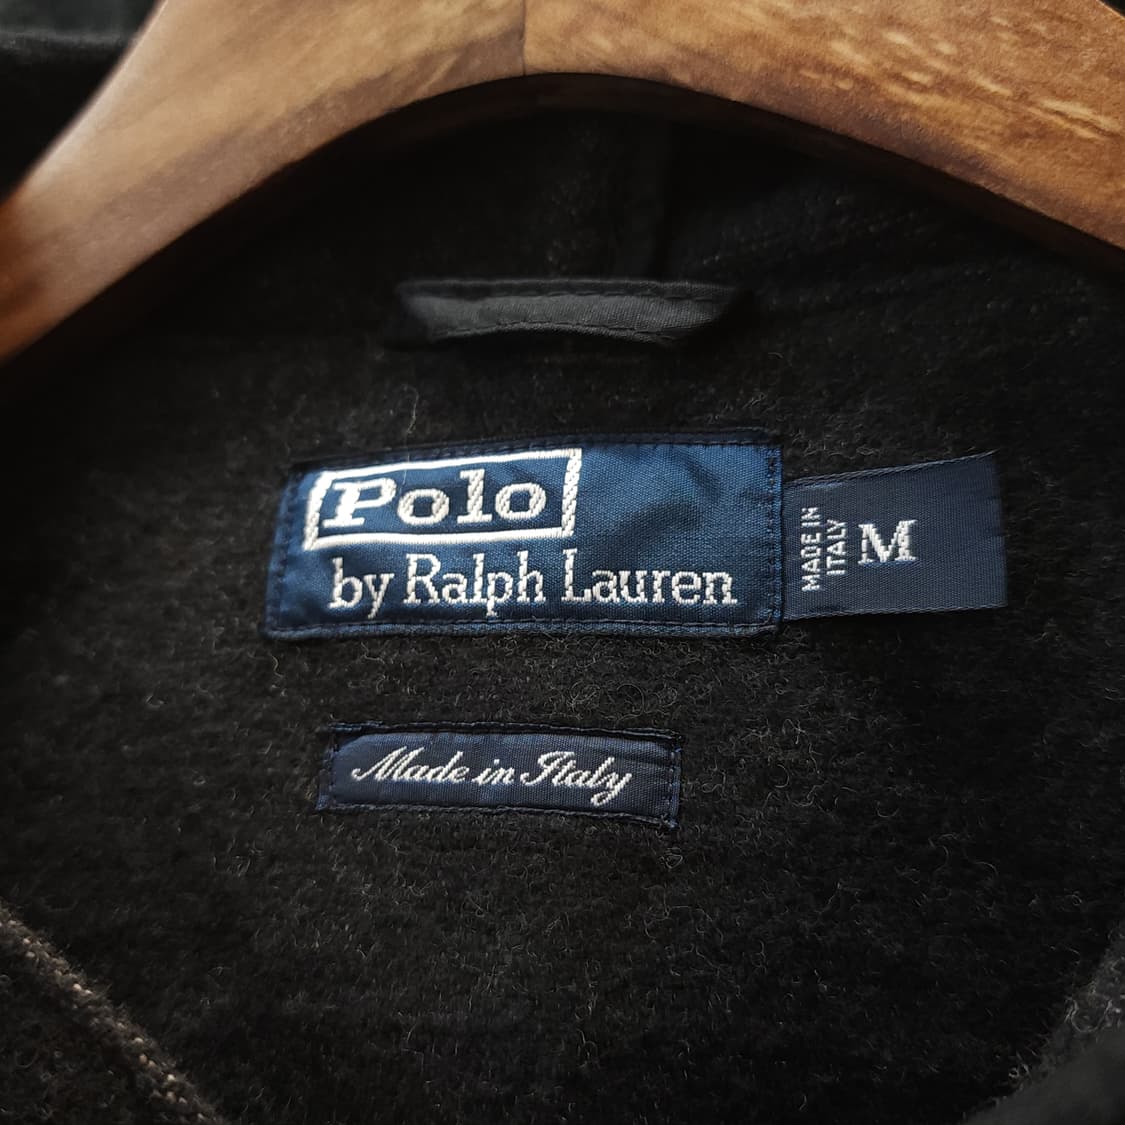 Polo
by Ralph Lauren
MADE IN
ITALY
M
Made in Italy